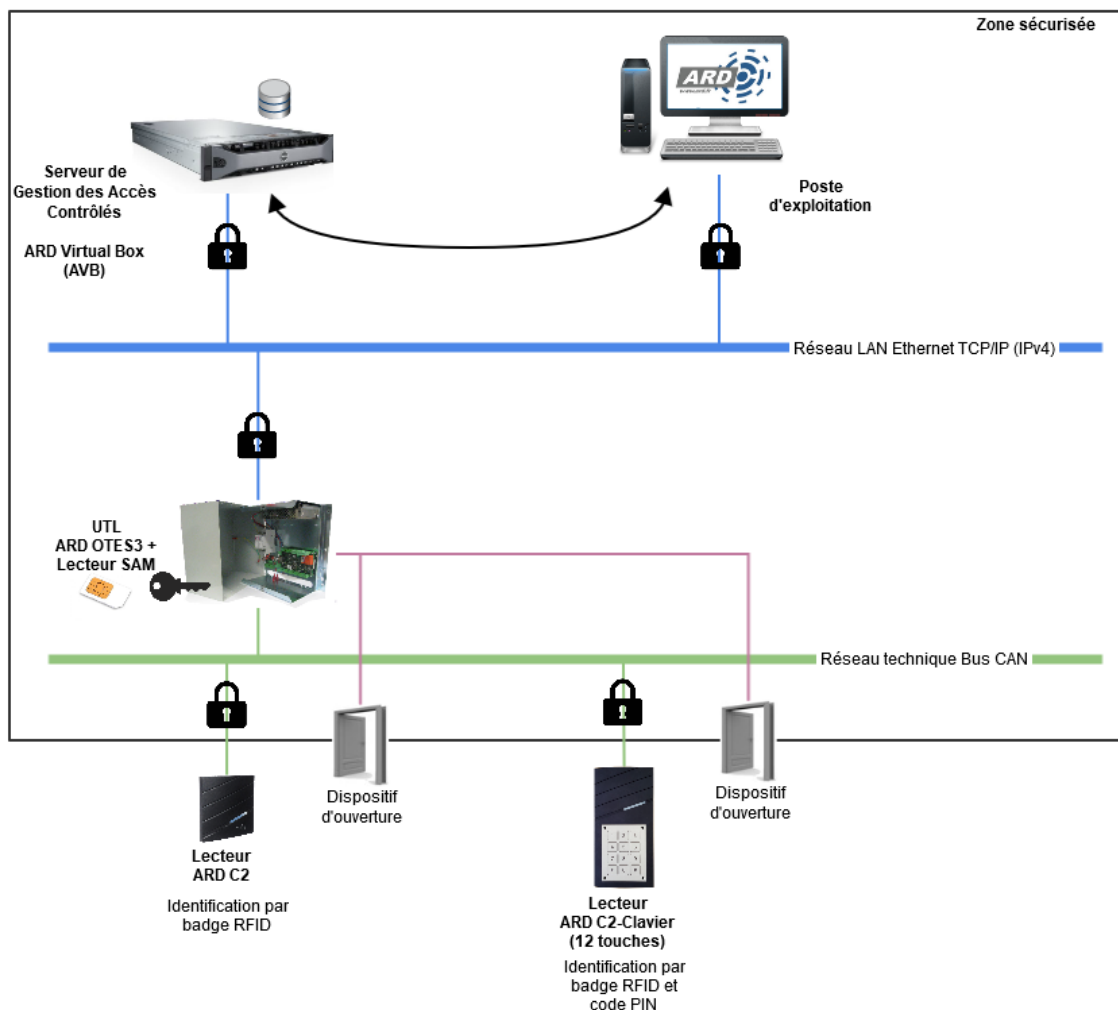 Zone sécurisée
ARD
Serveur de
Gestion des Accès
Contrôlés
ARD Virtual Box
(AVB)
Poste
d'exploitation
Réseau LAN Ethernet TCP/IP (IPv4)
UTL
ARD OTES3 +
Lecteur SAM
Réseau technique Bus CAN
Dispositif
d'ouverture
Dispositif
d'ouverture
Lecteur
ARD C2
Identification par
badge RFID
Lecteur
ARD C2-Clavier
(12 touches)
Identification par
badge RFID et
code PIN